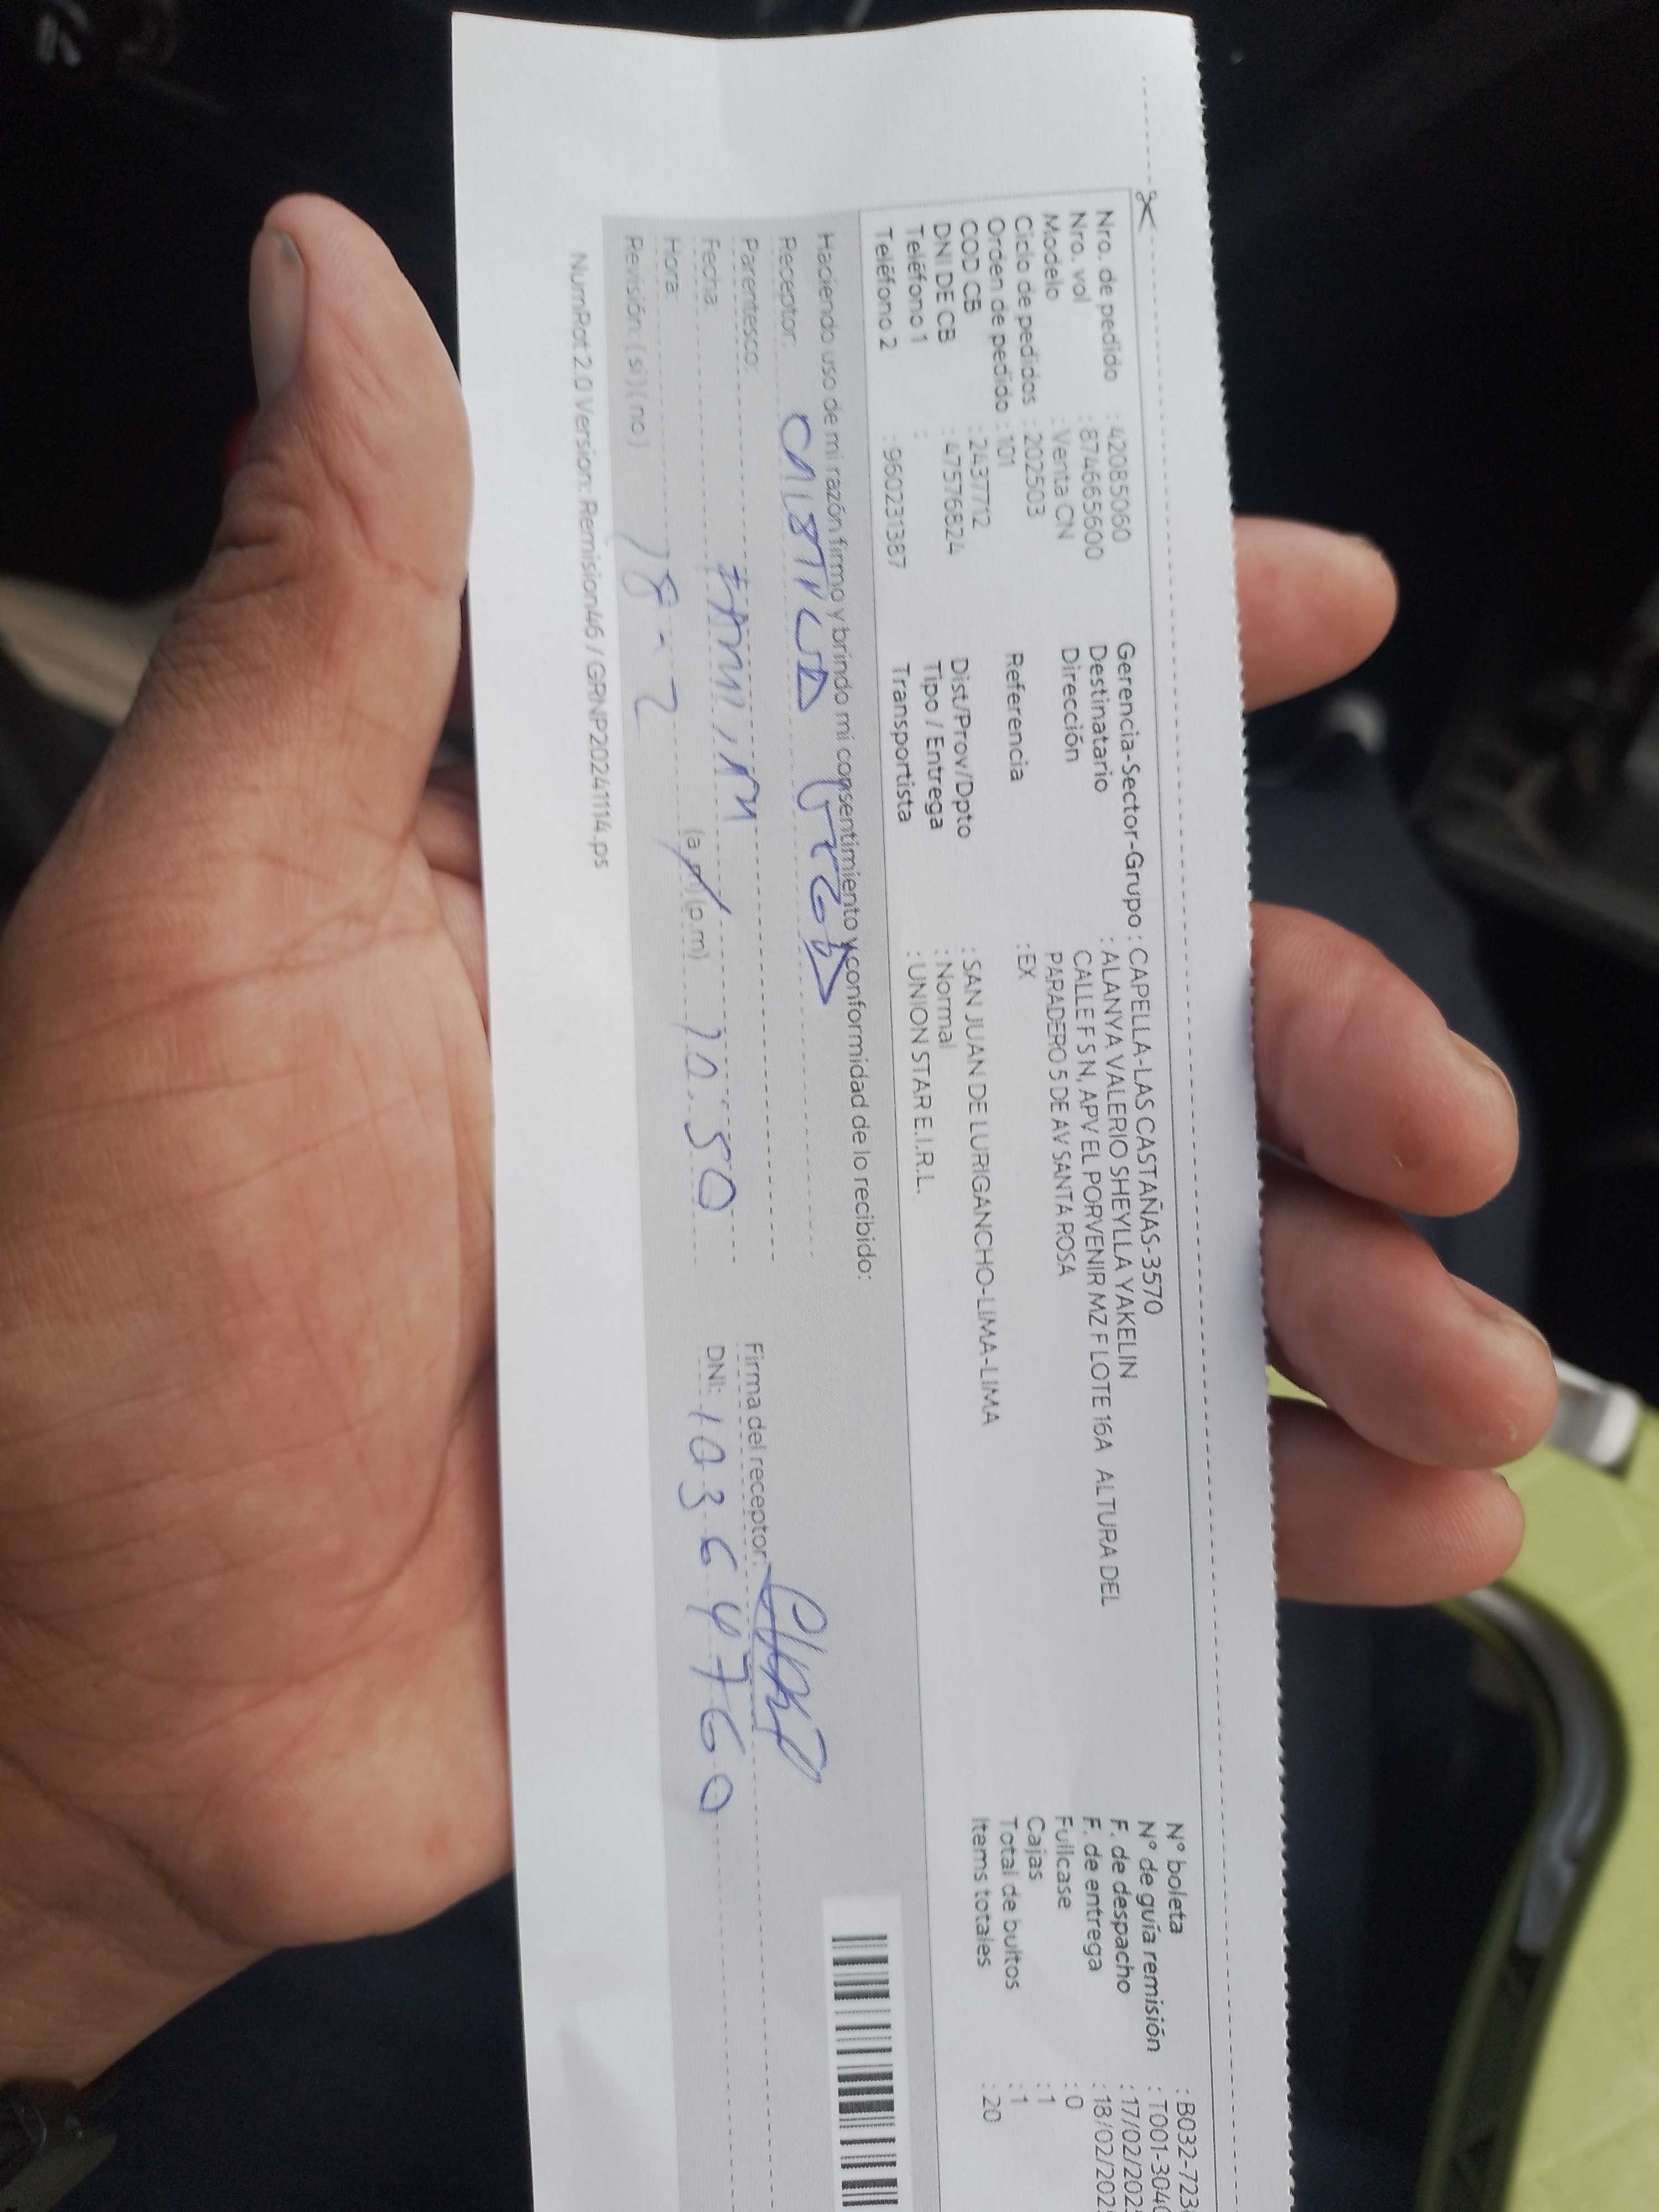 Nro. de pedido : 42085060
Nro. vol : 874665600
Modelo : Venta CN
Ciclo de pedidos : 202503
Orden de pedido : 101
COD CB : 2437712
DNI DE CB : 47576824
Teléfono 1 :
Teléfono 2 : 960231387
Gerencia-Sector-Grupo : CAPELLA-LAS CASTAÑAS-3570
Destinatario : ALANYA VALERIO SHEYLLA YAKELIN
Dirección CALLE F S N, APV EL PORVENIR MZ F LOTE 16A ALTURA DEL
PARADERO 5 DE AV SANTA ROSA
Referencia : EX
Dist/Prov/Dpto : SAN JUAN DE LURIGANCHO-LIMA-LIMA
Tipo / Entrega : Normal
Transportista : UNION STAR E.I.R.L.
N° boleta : B032-723
N° de guía remisión : T001-304
F. de despacho : 17/02/202
F. de entrega : 18/02/202
Fullcase : 0
Cajas : 1
Total de bultos : 1
Items totales : 20
Haciendo uso de mi razón firmo y brindo mi consentimiento y conformidad de lo recibido:
Receptor:
Parentesco:
Fecha: 18-2
Hora: (a.m) (p.m) 10.50
Revisión: (si) (no)
Firma del receptor:
DNI: 10364760
NumRot 2.0 Version: Remision46 / GRNP20241114.ps